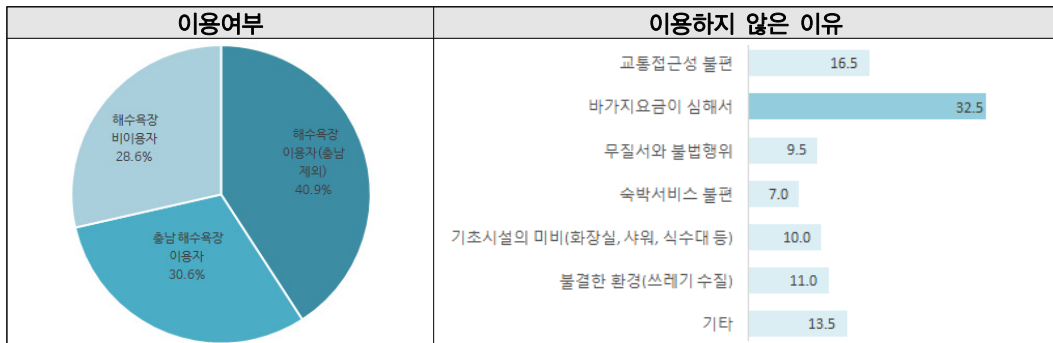 이용여부
이용하지 않은 이유
해수욕장
비이용자
28.6%
해수욕장
이용자(충남
제외)
40.9%
충남 해수욕장
이용자
30.6%
교통접근성 불편 16.5
바가지요금이 심해서 32.5
무질서와 불법행위 9.5
숙박서비스 불편 7.0
기초시설의 미비(화장실, 샤워, 식수대 등) 10.0
불결한 환경(쓰레기 수질) 11.0
기타 13.5